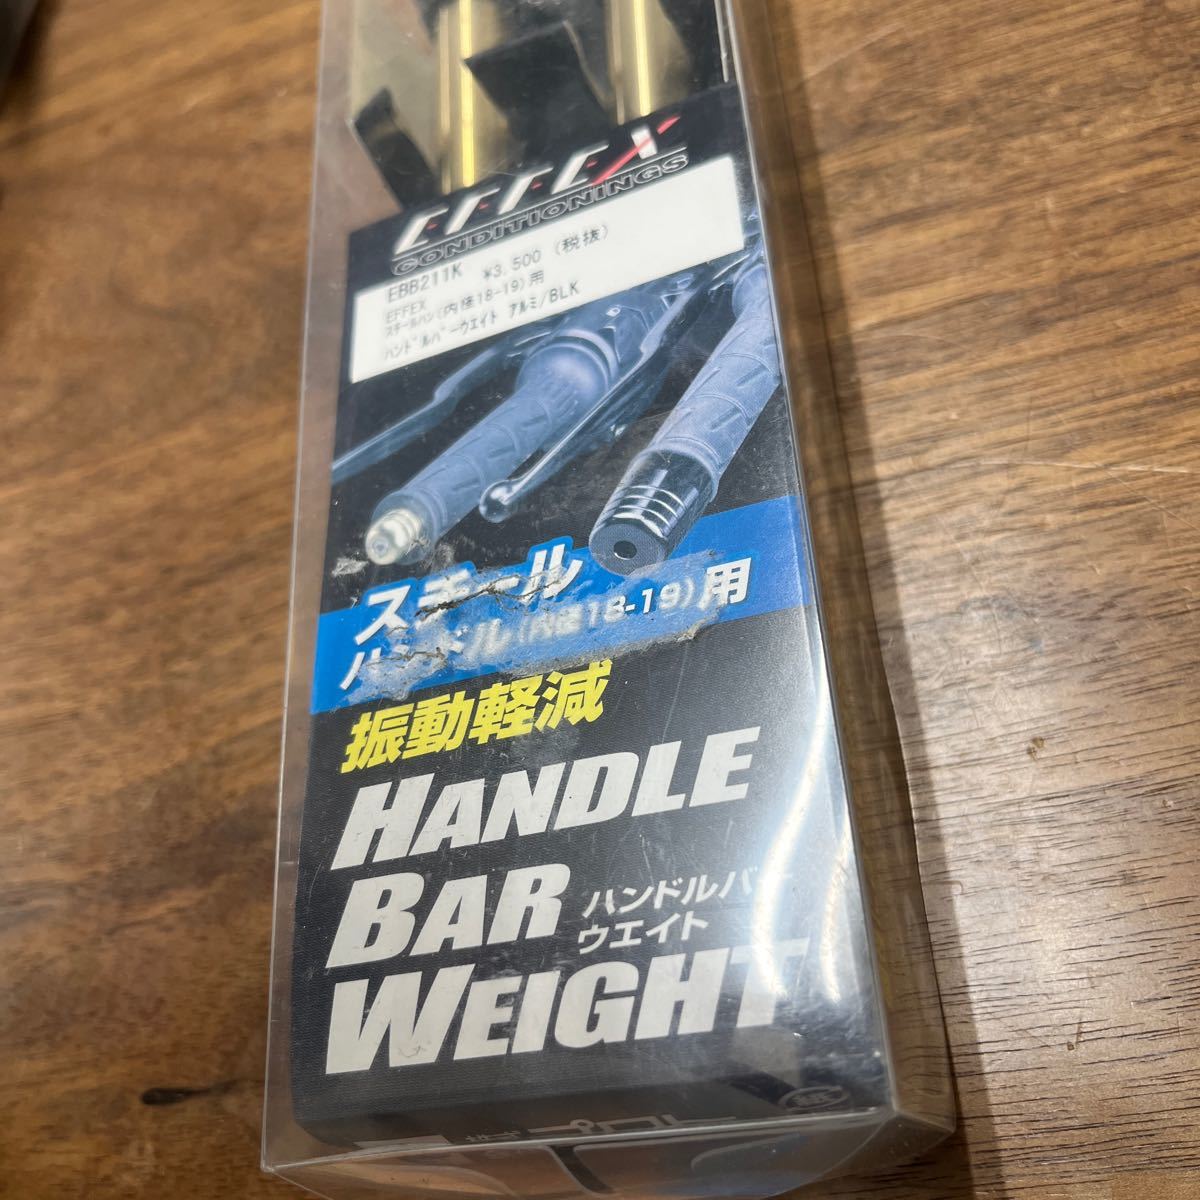 EFFEX
CONDITIONINGS
EBB211K ¥3,500 (税抜)
EFFEX
スチールハン(内径18-19)用
ハンドルバーウエイト アルミ/BLK
スチール
ハンドル(内径18-19)用
振動軽減
HANDLE
BAR
ハンドルバー
ウエイト
WEIGHT